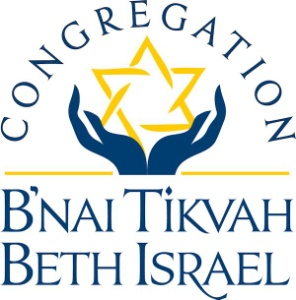 CONGREGATION
B'NAI TIKVAH
BETH ISRAEL